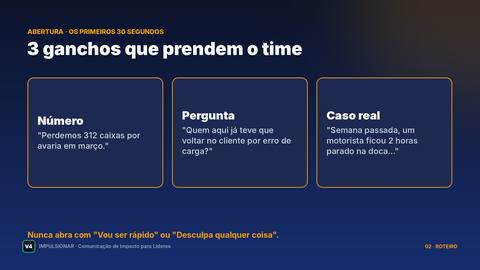 ABERTURA · OS PRIMEIROS 30 SEGUNDOS
3 ganchos que prendem o time
Número
"Perdemos 312 caixas por
avaria em março."
Pergunta
"Quem aqui já teve que
voltar no cliente por erro de
carga?"
Caso real
"Semana passada, um
motorista ficou 2 horas
parado na doca..."
Nunca abra com "Vou ser rápido" ou "Desculpa qualquer coisa".
V4 IMPULSIONAR · Comunicação de Impacto para Líderes
02 · ROTEIRO